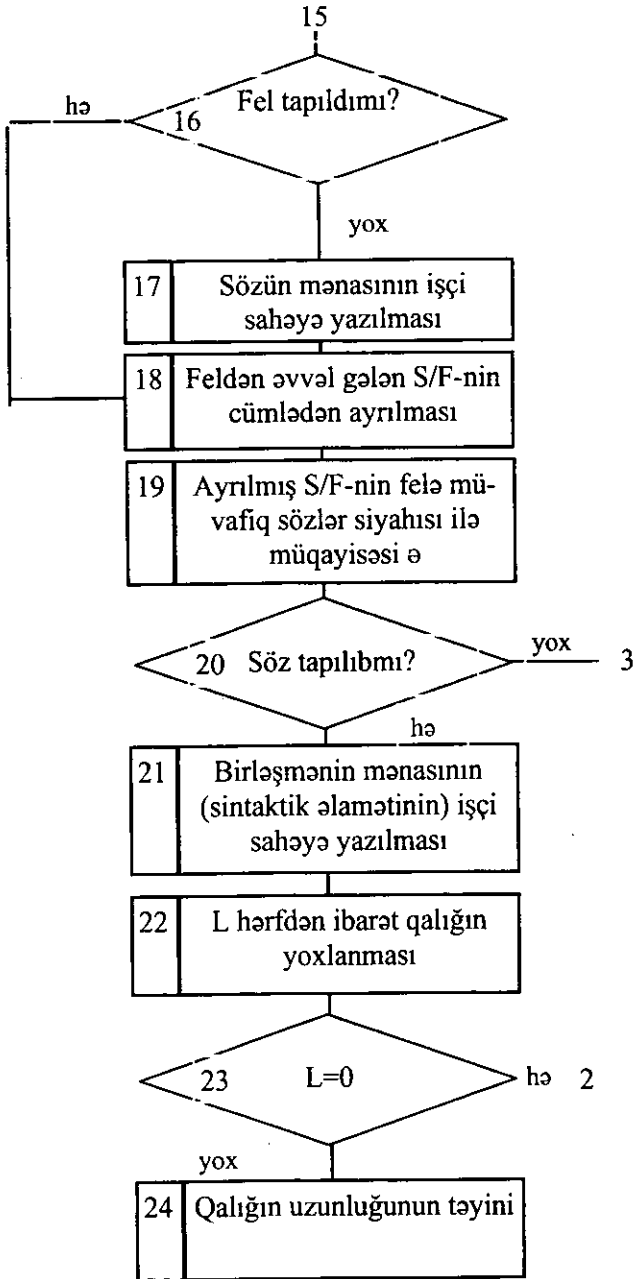 15
Fel tapıldımı?
hə
16
yox
17 Sözün mənasının işçi
sahəyə yazılması
18 Feldən əvvəl gələn S/F-nin
cümlədən ayrılması
19 Ayrılmış S/F-nin felə mü-
vafiq sözlər siyahısı ilə
müqayisəsi ə
20 Söz tapılıbmı?
yox
3
hə
21 Birləşmənin mənasının
(sintaktik əlamətinin) işçi
sahəyə yazılması
22 L hərfdən ibarət qalığın
yoxlanması
23 L=0
hə 2
yox
24 Qalığın uzunluğunun təyini